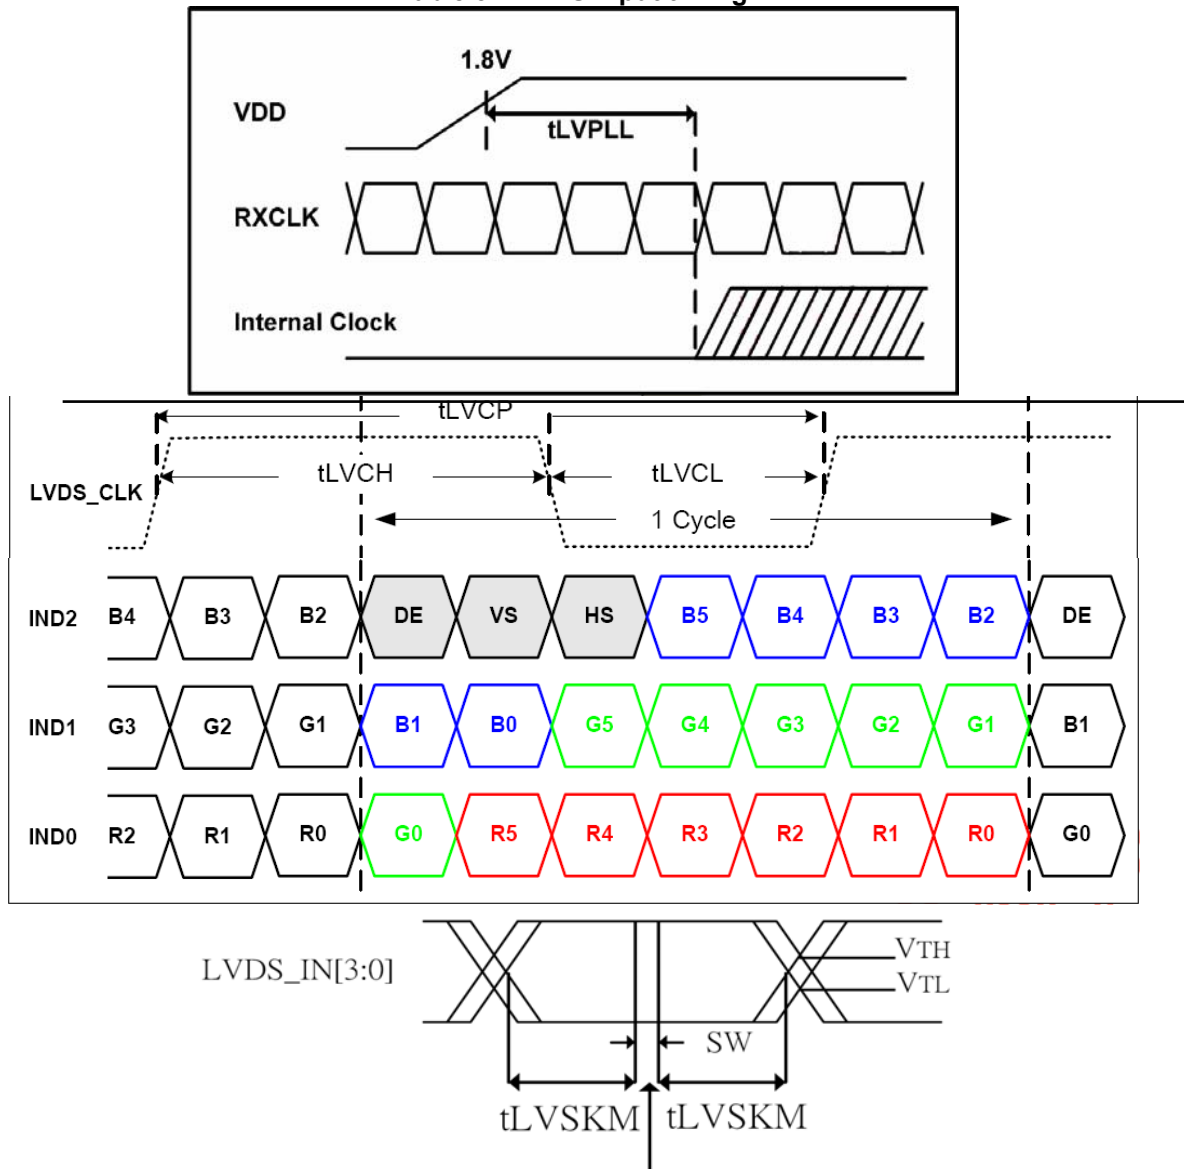 1.8V
VDD
tLVPLL
RXCLK
Internal Clock
tLVCP
tLVCH
tLVCL
LVDS_CLK
1 Cycle
IND2 B4 B3 B2 DE VS HS B5 B4 B3 B2 DE
IND1 G3 G2 G1 B1 B0 G5 G4 G3 G2 G1 B1
IND0 R2 R1 R0 G0 R5 R4 R3 R2 R1 R0 G0
VTH
LVDS_IN[3:0]
VTL
SW
tLVSKM tLVSKM